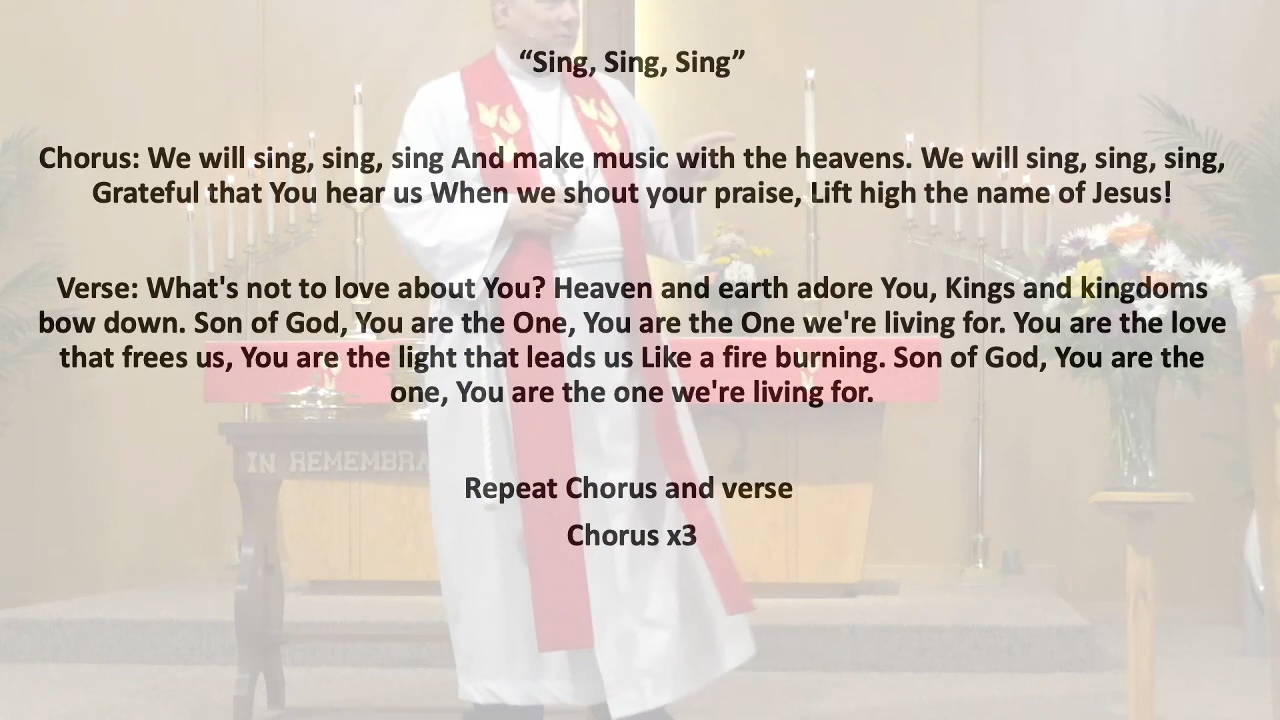 “Sing, Sing, Sing”
Chorus: We will sing, sing, sing And make music with the heavens. We will sing, sing, sing,
Grateful that You hear us When we shout your praise, Lift high the name of Jesus!
Verse: What's not to love about You? Heaven and earth adore You, Kings and kingdoms
bow down. Son of God, You are the One, You are the One we're living for. You are the love
that frees us, You are the light that leads us Like a fire burning. Son of God, You are the
one, You are the one we're living for.
IN REMEMBRA
Repeat Chorus and verse
Chorus x3